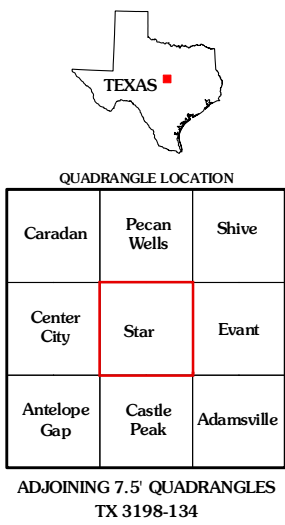 TEXAS
QUADRANGLE LOCATION
Caradan
Pecan
Wells
Shive
Center
City
Star
Evant
Antelope
Gap
Castle
Peak
Adamsville
ADJOINING 7.5' QUADRANGLES
TX 3198-134